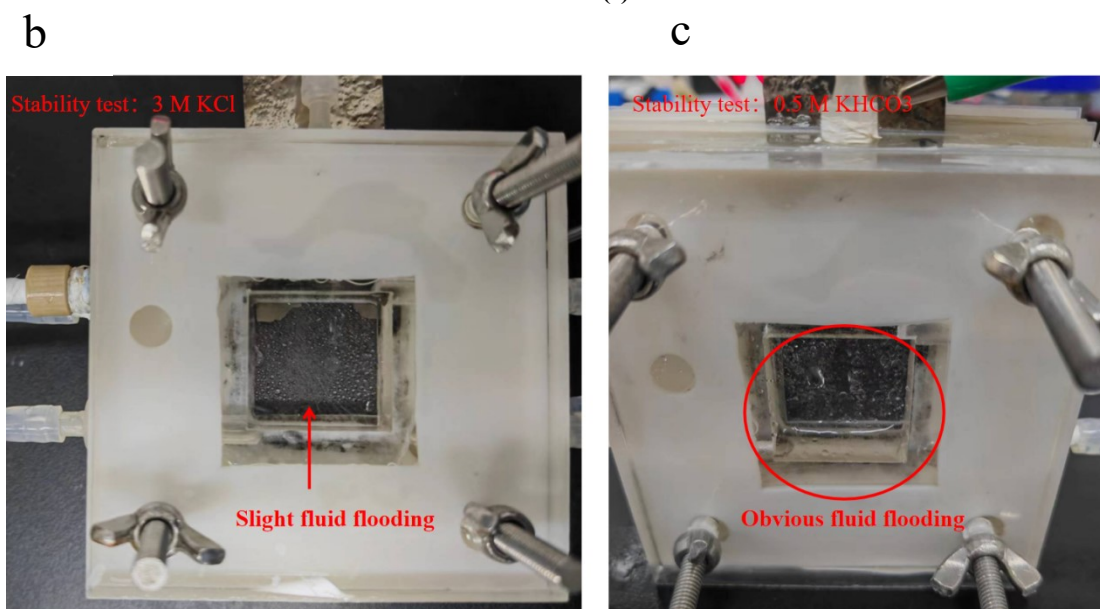 b
c
Stability test: 3 M KCl
Stability test: 0.5 M KHCO3
Slight fluid flooding
Obvious fluid flooding